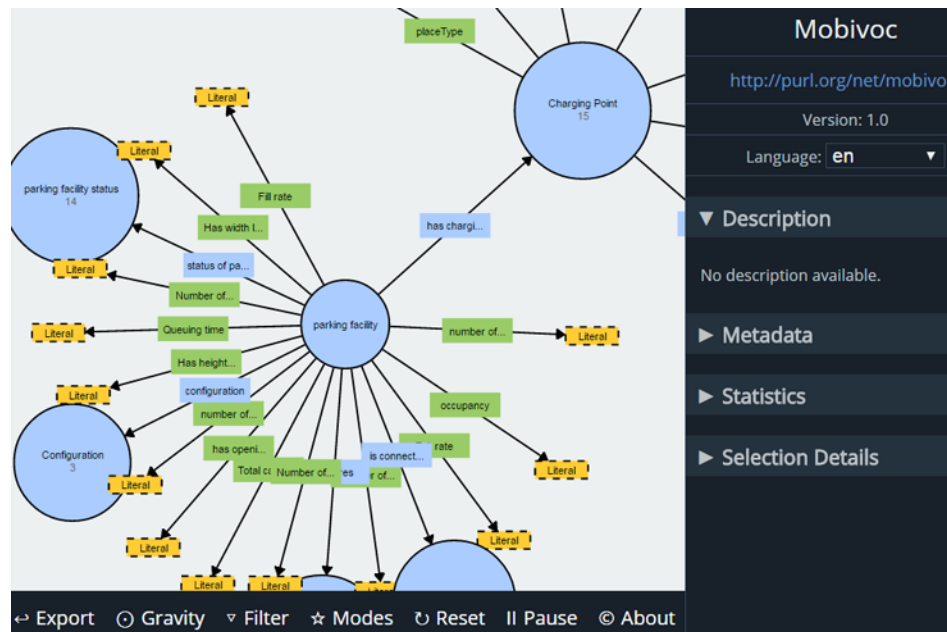 placeType
Mobivoc
http://purl.org/net/mobivo
Version: 1.0
Language: en
Description
No description available.
Metadata
Statistics
Selection Details
Literal
Charging Point
15
Literal
parking facility status
14
Fill rate
Has width l...
has chargi...
status of pa...
Literal
Number of...
parking facility
Queuing time
Literal
number of...
Literal
Has height...
configuration
Literal
number of...
occupancy
has openi...
rate
is connect...
Configuration
3
Total ca
Number of...
res
r of...
Literal
Literal
Literal
Literal
Literal
Literal
Export
Gravity
Filter
Modes
Reset
Pause
© About